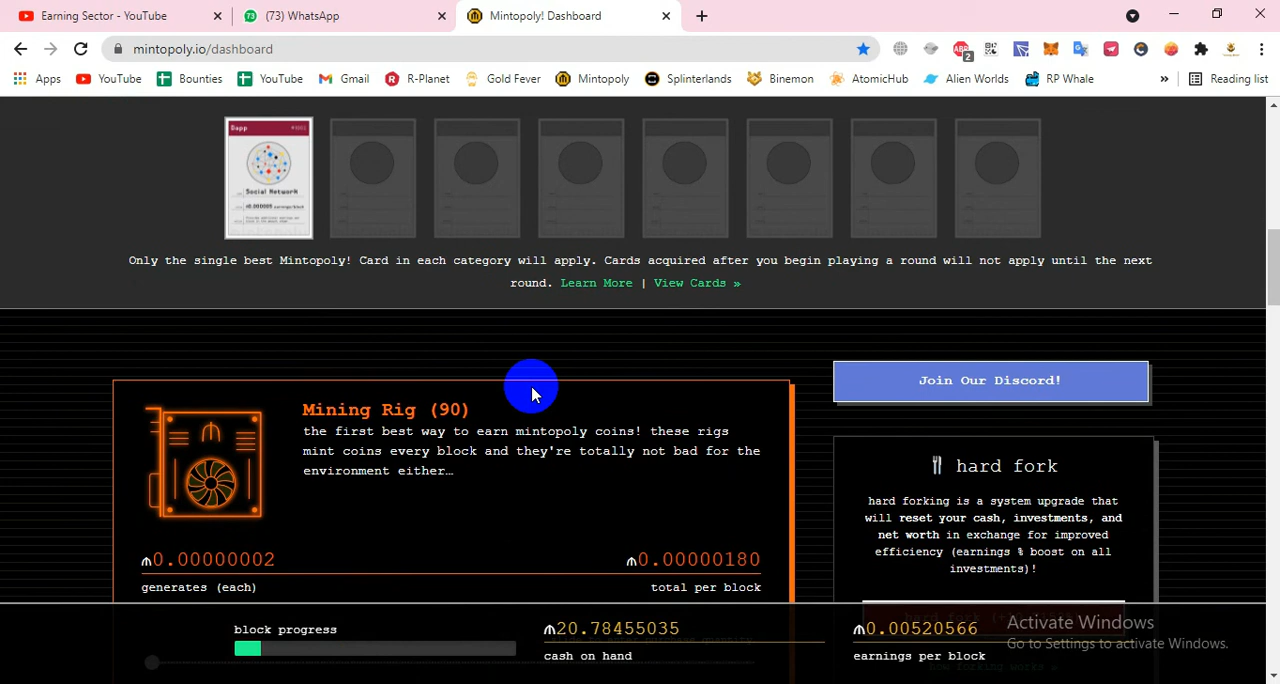 Earning Sector - YouTube
(73) WhatsApp
Mintopoly! Dashboard
mintopoly.io/dashboard
Apps
YouTube
Bounties
YouTube
Gmail
R-Planet
Gold Fever
Mintopoly
Splinterlands
Binemon
AtomicHub
Alien Worlds
RP Whale
»
Reading list
Dapp
Social Network
Only the single best Mintopoly! Card in each category will apply. Cards acquired after you begin playing a round will not apply until the next
round. Learn More | View Cards »
Join Our Discord!
Mining Rig (90)
the first best way to earn mintopoly coins! these rigs
mint coins every block and they're totally not bad for the
environment either…
₼0.00000002
generates (each)
₼0.00000180
total per block
hard fork
hard forking is a system upgrade that
will reset your cash, investments, and
net worth in exchange for improved
efficiency (earnings % boost on all
investments)!
block progress
₼20.78455035
cash on hand
₼0.00520566
earnings per block
Activate Windows
Go to Settings to activate Windows.